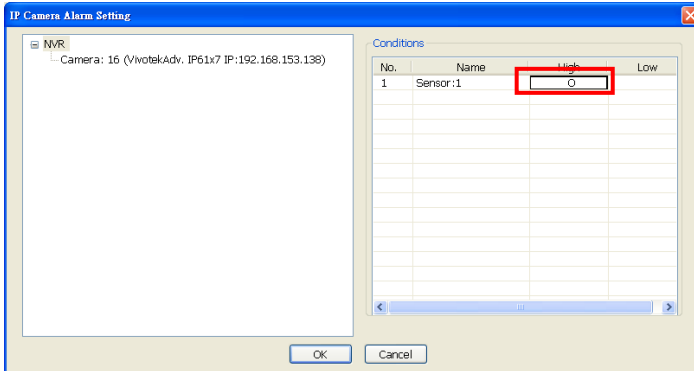 IP Camera Alarm Setting
NVR
Camera: 16 (VivotekAdv. IP61x7 IP:192.168.153.138)
Conditions
No. Name High Low
1 Sensor:1 O
OK Cancel